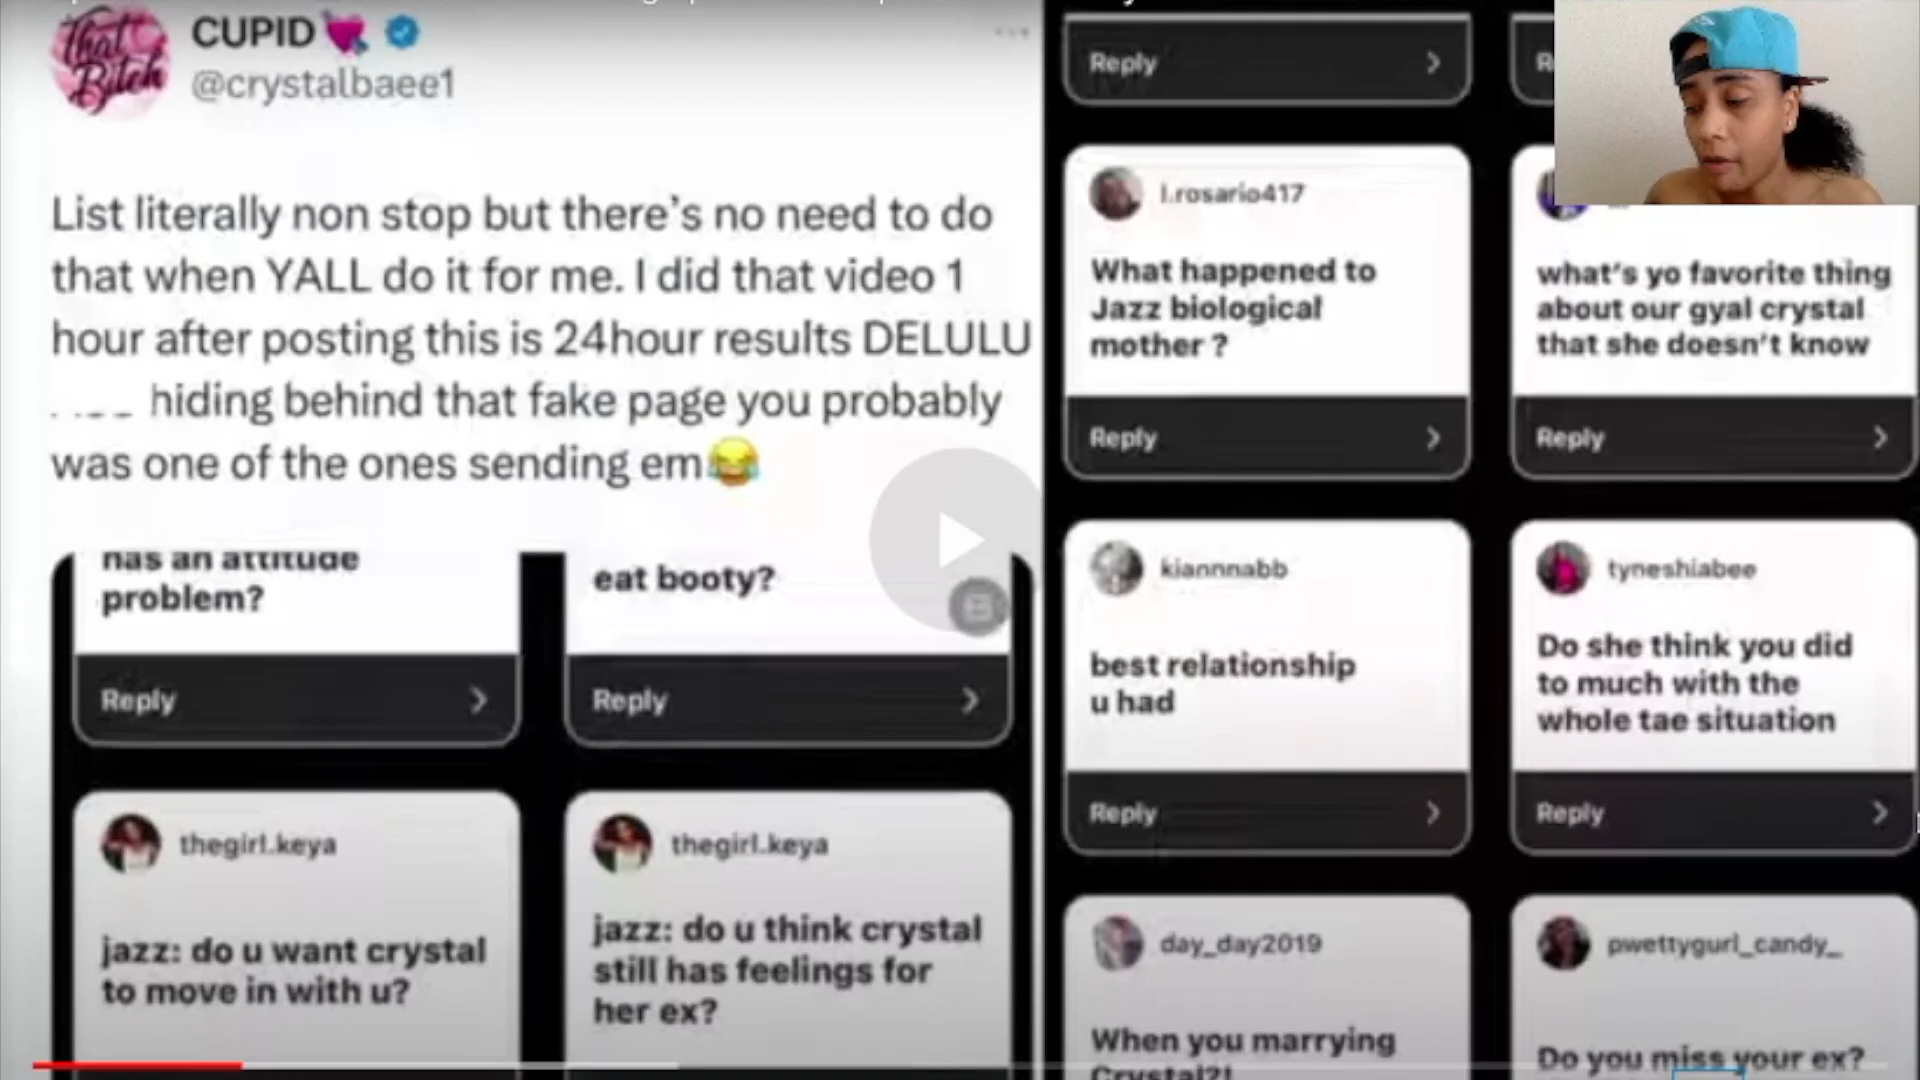 That
Bitch
CUPID
@crystalbaee1
List literally non stop but there's no need to do
that when YALL do it for me. I did that video 1
hour after posting this is 24hour results DELULU
hiding behind that fake page you probably
was one of the ones sending em😂
has an attitude
problem?
Reply
eat booty?
Reply
thegirl.keya
jazz: do u want crystal
to move in with u?
thegirl.keya
jazz: do u think crystal
still has feelings for
her ex?
Reply
l.rosario417
What happened to
Jazz biological
mother ?
Reply
what's yo favorite thing
about our gyal crystal
that she doesn't know
Reply
kiannnabb
best relationship
u had
Reply
tyneshiabee
Do she think you did
to much with the
whole tae situation
Reply
day_day2019
When you marrying
Crystal?!
pwettygurl_candy_
Do you miss your ex?